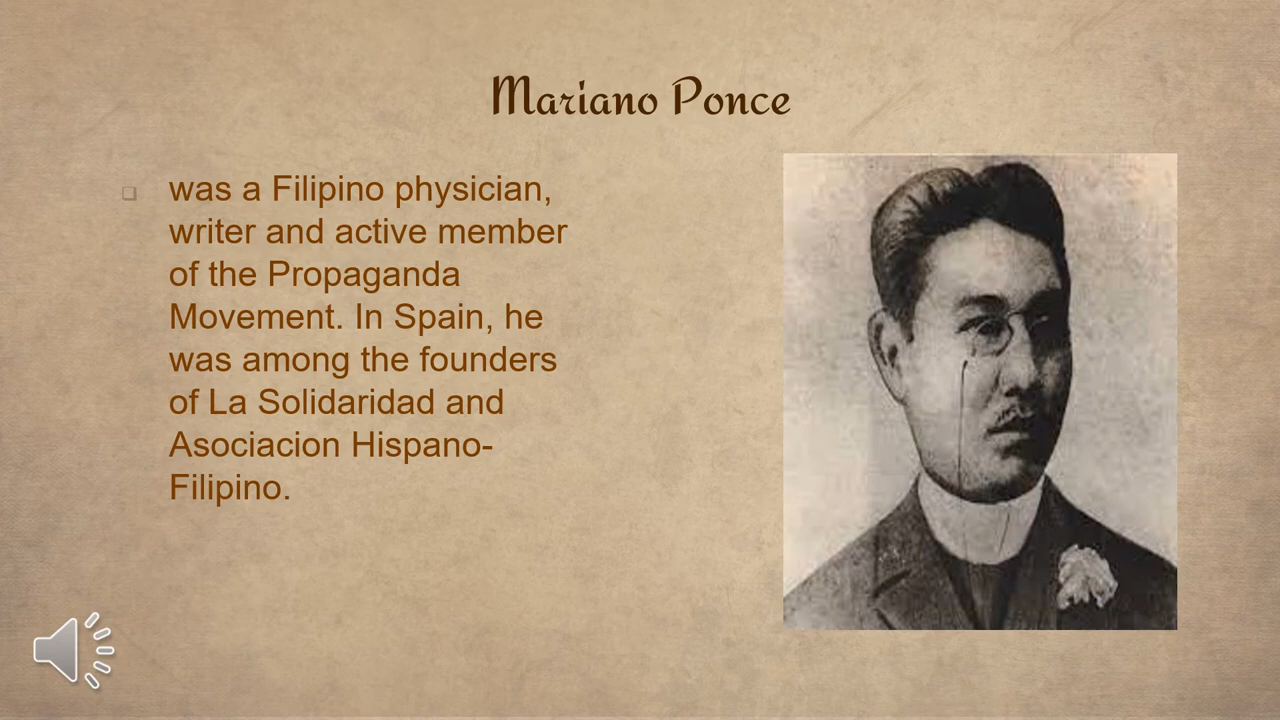 Mariano Ponce
was a Filipino physician,
writer and active member
of the Propaganda
Movement. In Spain, he
was among the founders
of La Solidaridad and
Asociacion Hispano-
Filipino.